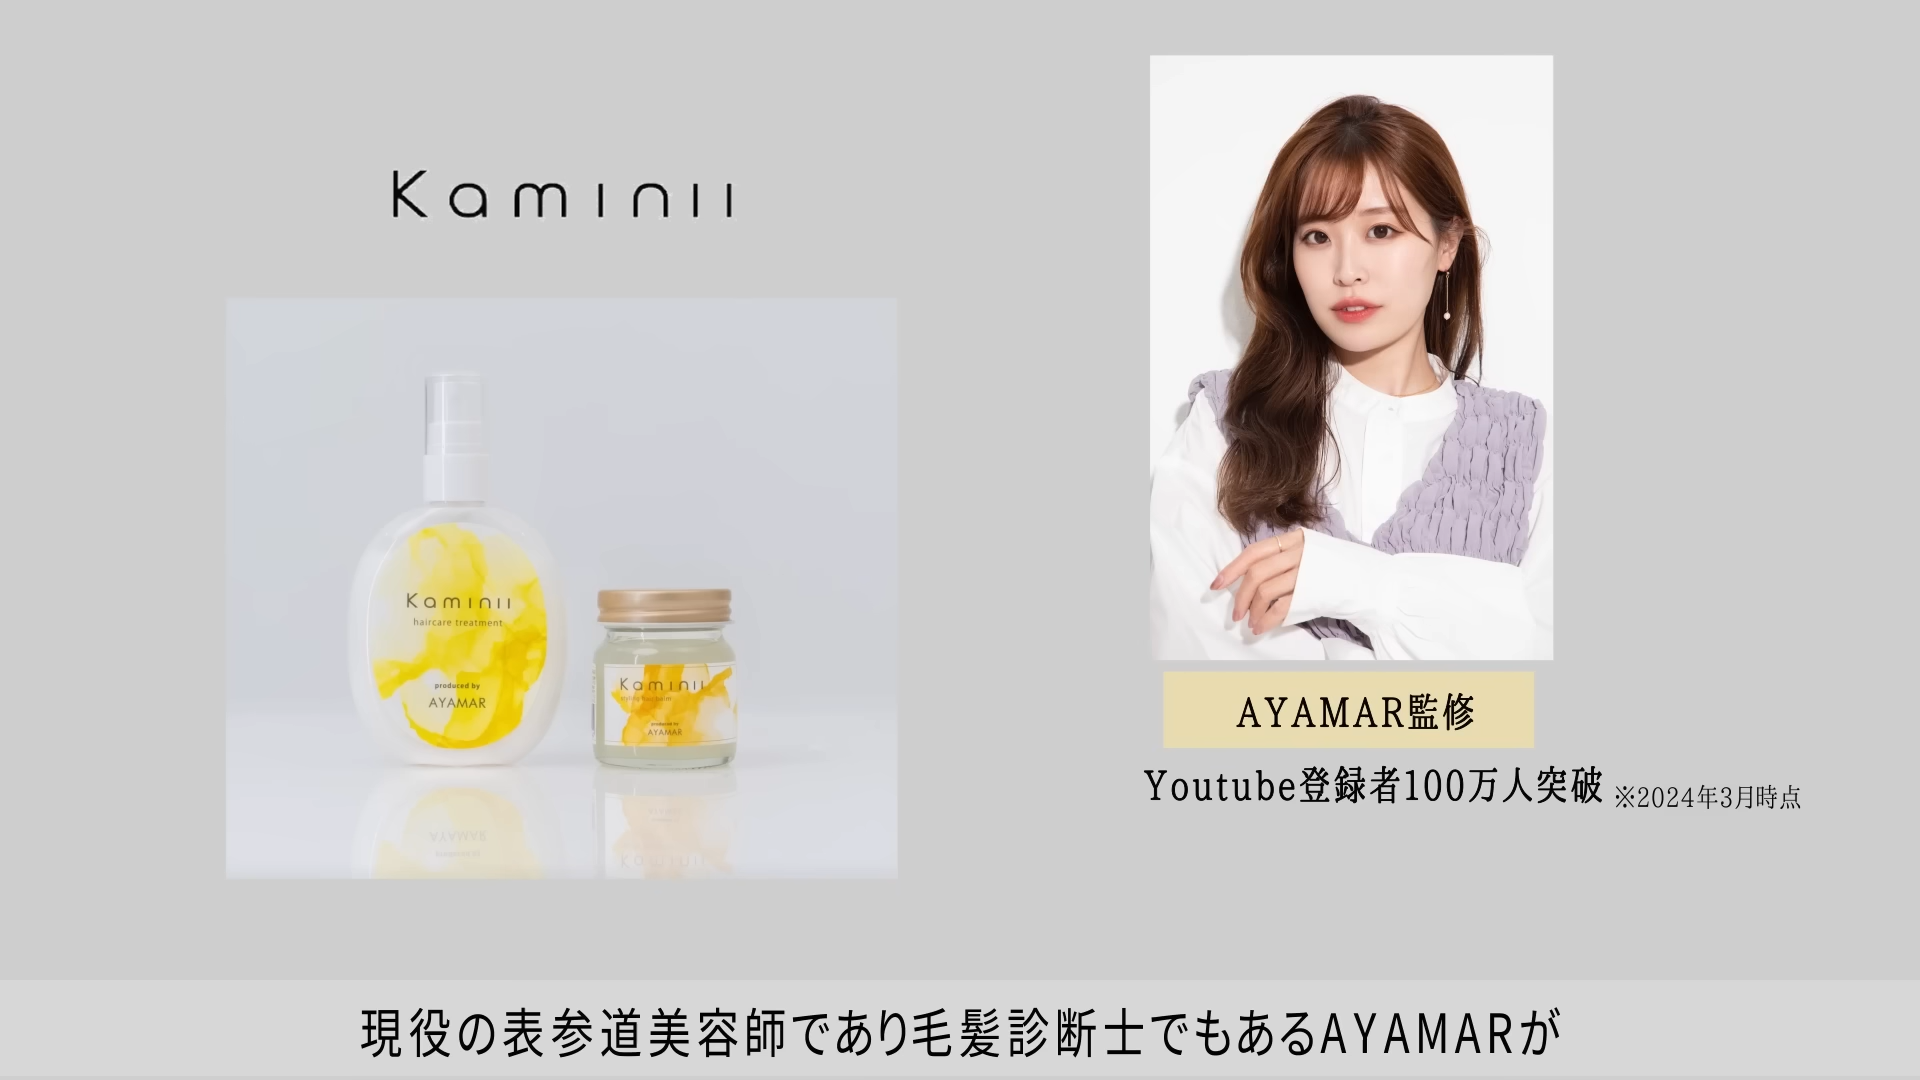 Kaminii
Kaminii
haircare treatment
produced by
AYAMAR
Kaminii
produced by
AYAMAR
AYAMAR監修
Youtube登録者100万人突破 ※2024年3月時点
現役の表参道美容師であり毛髪診断士でもあるAYAMARが